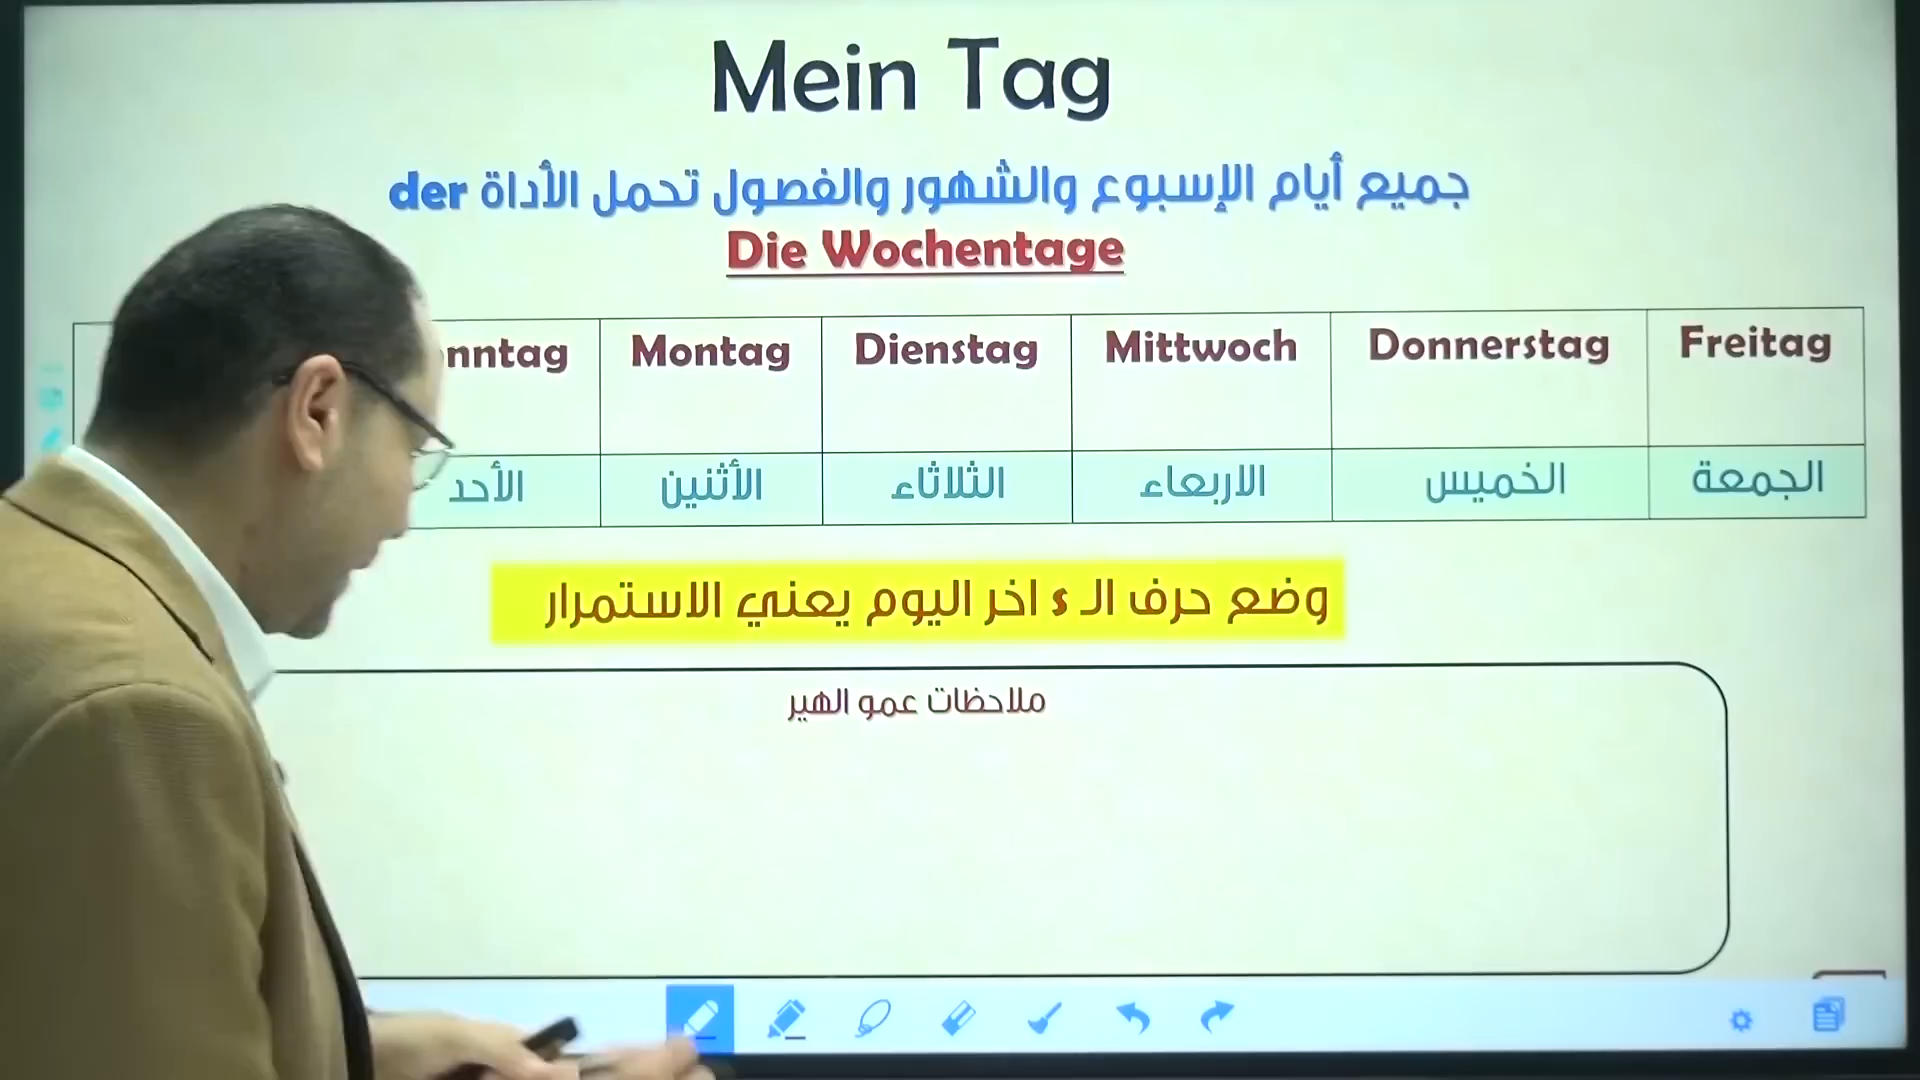 Mein Tag
جميع أيام الإسبوع والشهور والفصول تحمل الأداة der
Die Wochentage
nntag Montag Dienstag Mittwoch Donnerstag Freitag
الأحد الأثنين الثلاثاء الاربعاء الخميس الجمعة
وضع حرف الـ s اخر اليوم يعني الاستمرار
ملاحظات عمو الهير